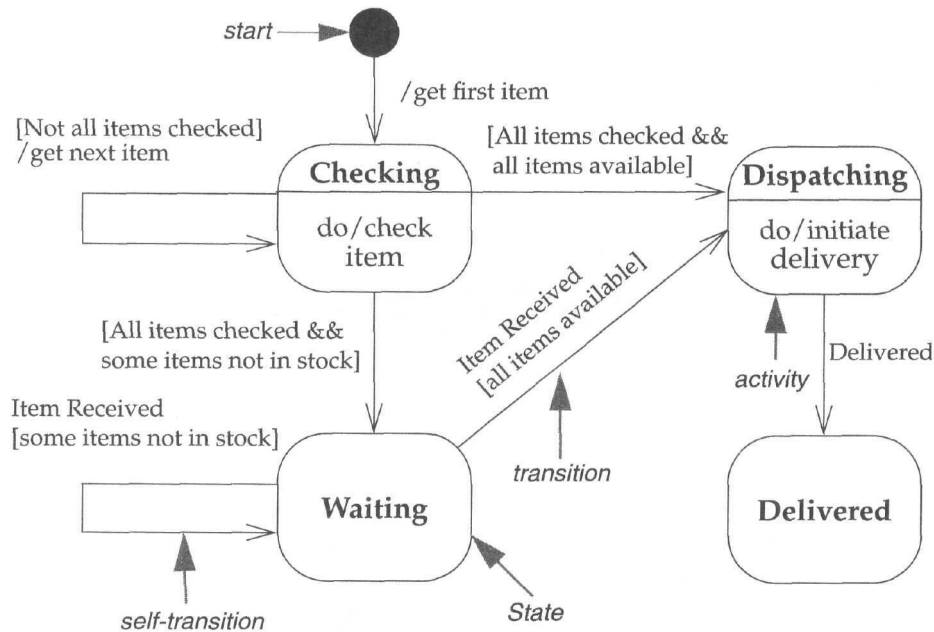 start
/get first item
[Not all items checked]
/get next item
[All items checked &&
all items available]
Checking
do/check
item
Dispatching
do/initiate
delivery
[All items checked &&
some items not in stock]
Item Received
[all items available]
activity
Delivered
Item Received
[some items not in stock]
transition
Waiting
Delivered
self-transition
State